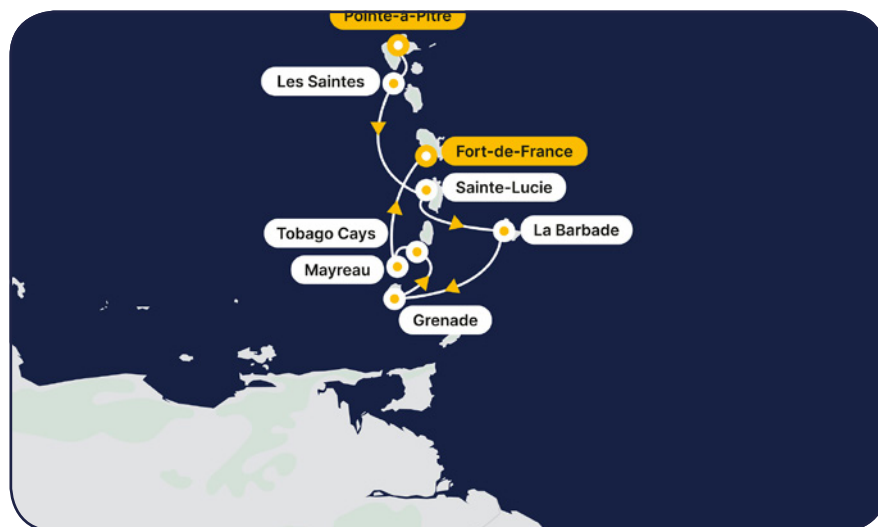 Pointe-à-Pitre
Les Saintes
Fort-de-France
Sainte-Lucie
La Barbade
Tobago Cays
Mayreau
Grenade